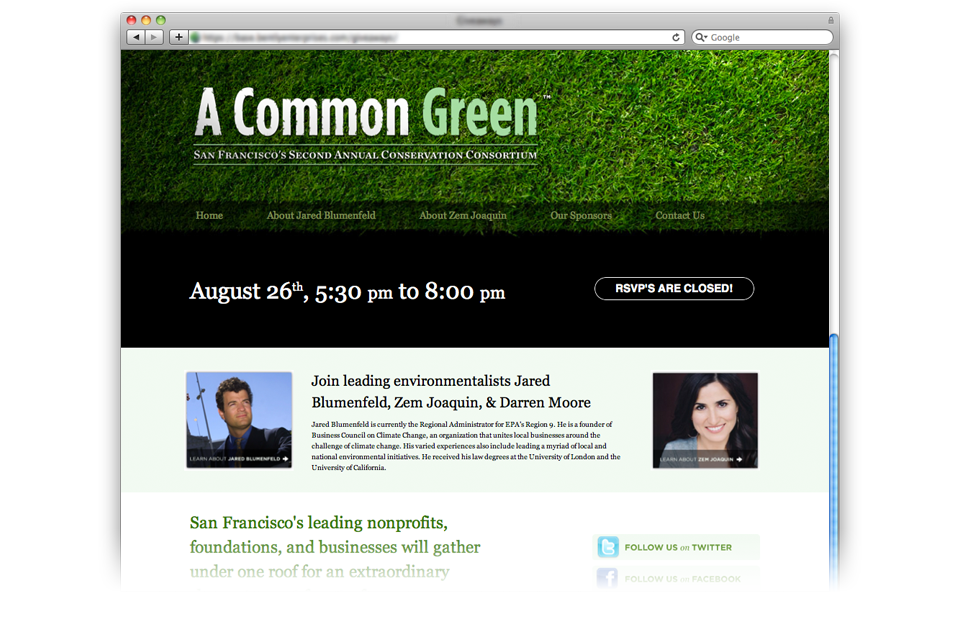 Google
A Common Green™
San Francisco's Second Annual Conservation Consortium
Home About Jared Blumenfeld About Zem Joaquin Our Sponsors Contact Us
August 26th, 5:30 pm to 8:00 pm
RSVP'S ARE CLOSED!
Join leading environmentalists Jared
Blumenfeld, Zem Joaquin, & Darren Moore
Jared Blumenfeld is currently the Regional Administrator for EPA's Region 9. He is a founder of
Business Council on Climate Change, an organization that unites local businesses around the
challenge of climate change. His varied experiences also include leading a myriad of local and
national environmental initiatives. He received his law degrees at the University of London and the
University of California.
LEARN ABOUT JARED BLUMENFELD
LEARN ABOUT ZEM JOAQUIN
San Francisco's leading nonprofits,
foundations, and businesses will gather
under one roof for an extraordinary
FOLLOW US on TWITTER
FOLLOW US on FACEBOOK